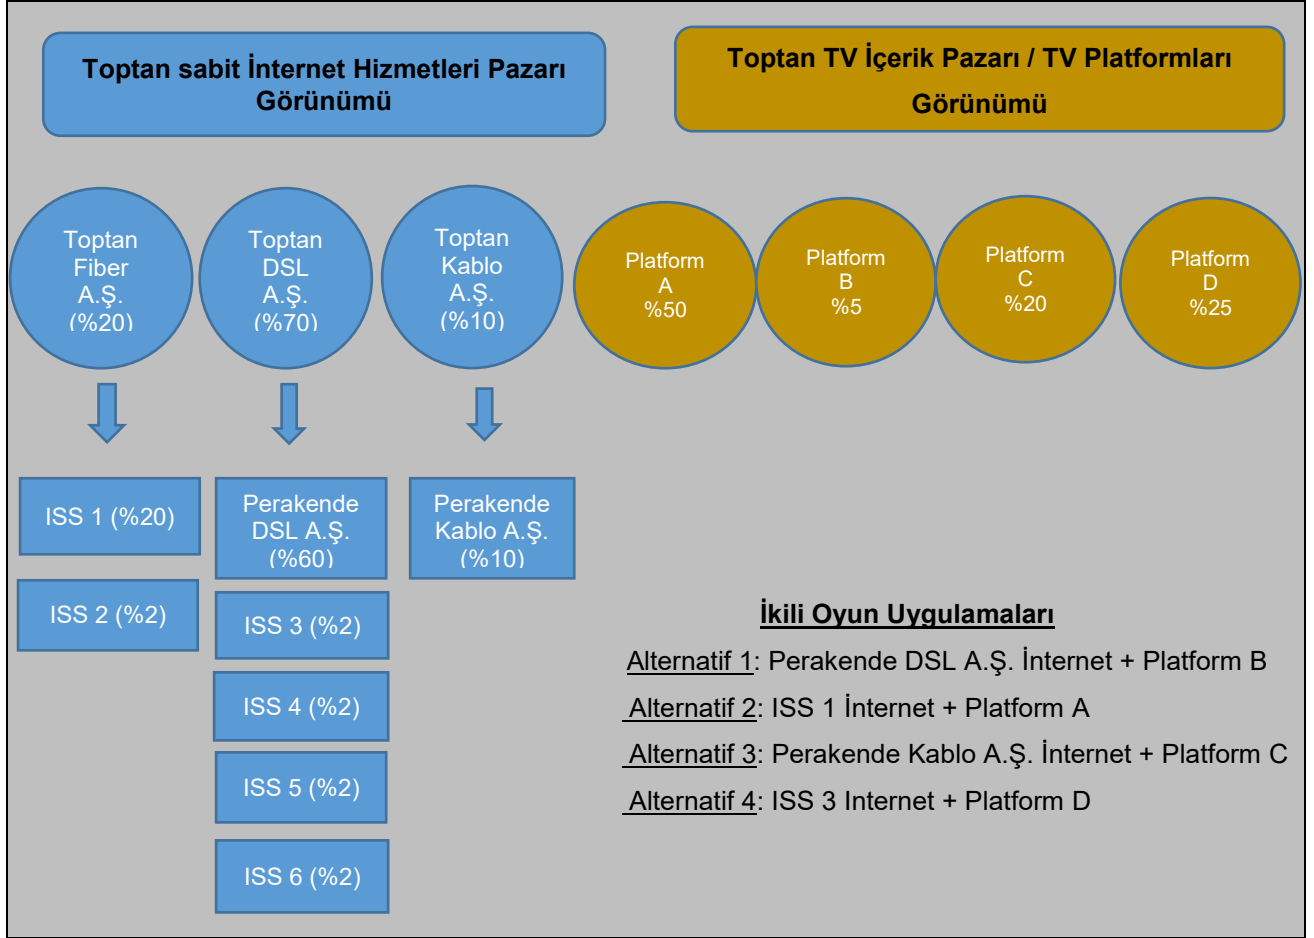 Toptan sabit İnternet Hizmetleri Pazarı
Görünümü
Toptan TV İçerik Pazarı / TV Platformları
Görünümü
Toptan
Fiber
A.Ş.
(%20)
Toptan
DSL
A.Ş.
(%70)
Toptan
Kablo
A.Ş.
(%10)
Platform
A
%50
Platform
B
%5
Platform
C
%20
Platform
D
%25
ISS 1 (%20)
ISS 2 (%2)
Perakende
DSL A.Ş.
(%60)
ISS 3 (%2)
ISS 4 (%2)
ISS 5 (%2)
ISS 6 (%2)
Perakende
Kablo A.Ş.
(%10)
İkili Oyun Uygulamaları
Alternatif 1: Perakende DSL A.Ş. İnternet + Platform B
Alternatif 2: ISS 1 İnternet + Platform A
Alternatif 3: Perakende Kablo A.Ş. İnternet + Platform C
Alternatif 4: ISS 3 Internet + Platform D